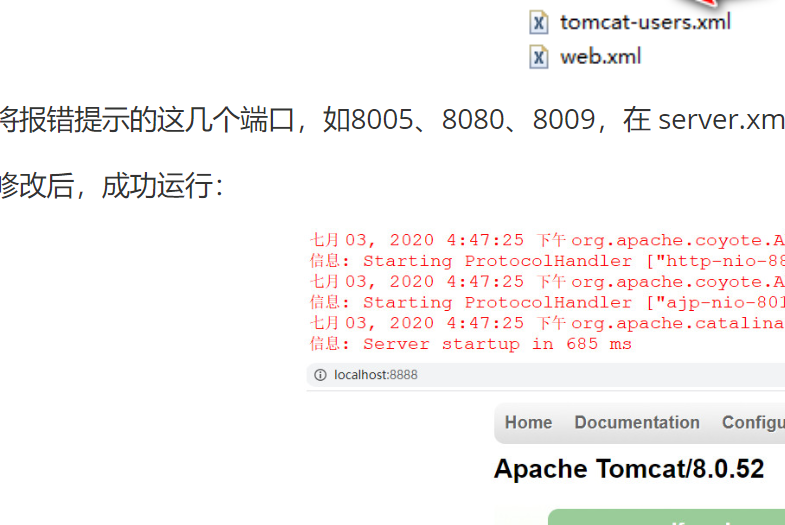 tomcat-users.xml
web.xml
将报错提示的这几个端口，如8005、8080、8009，在 server.xm
修改后，成功运行：
七月 03, 2020 4:47:25 下午 org.apache.coyote.A
信息: Starting ProtocolHandler ["http-nio-88
七月 03, 2020 4:47:25 下午 org.apache.coyote.A
信息: Starting ProtocolHandler ["ajp-nio-801
七月 03, 2020 4:47:25 下午 org.apache.catalina
信息: Server startup in 685 ms
localhost:8888
Home Documentation Configu
Apache Tomcat/8.0.52